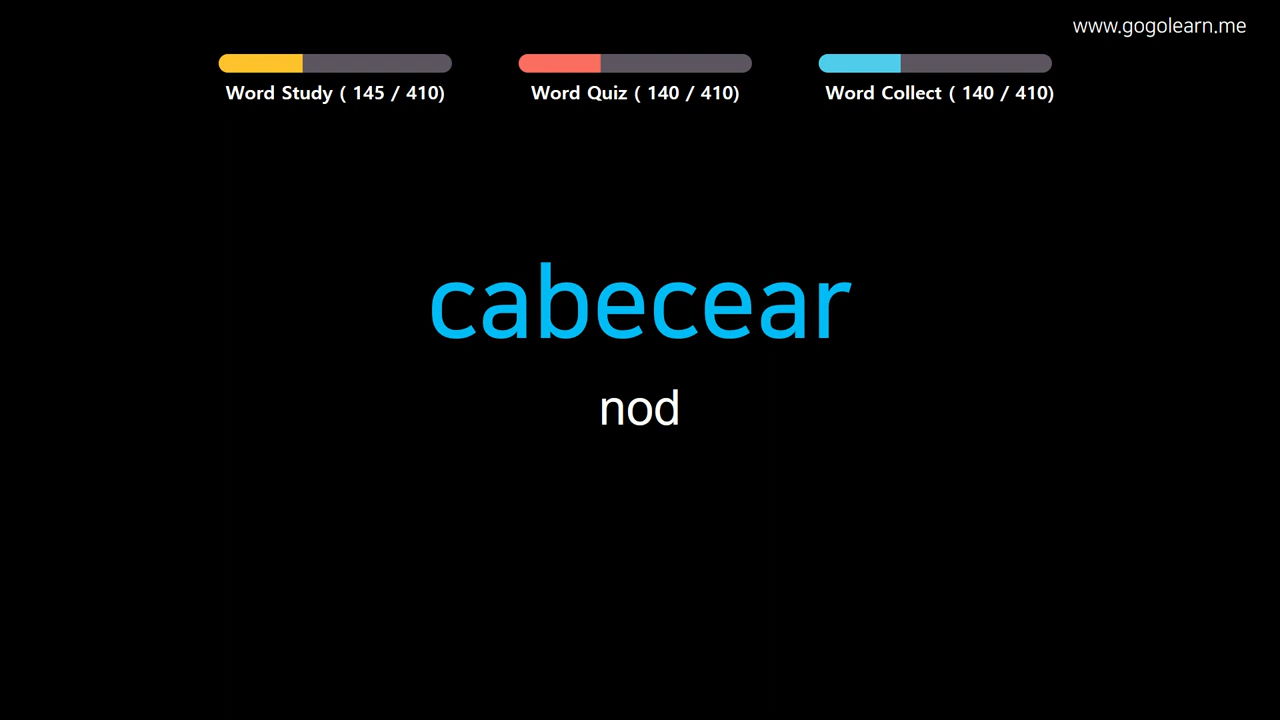 www.gogolearn.me
Word Study ( 145 / 410)
Word Quiz ( 140 / 410)
Word Collect ( 140 / 410)
cabecear
nod